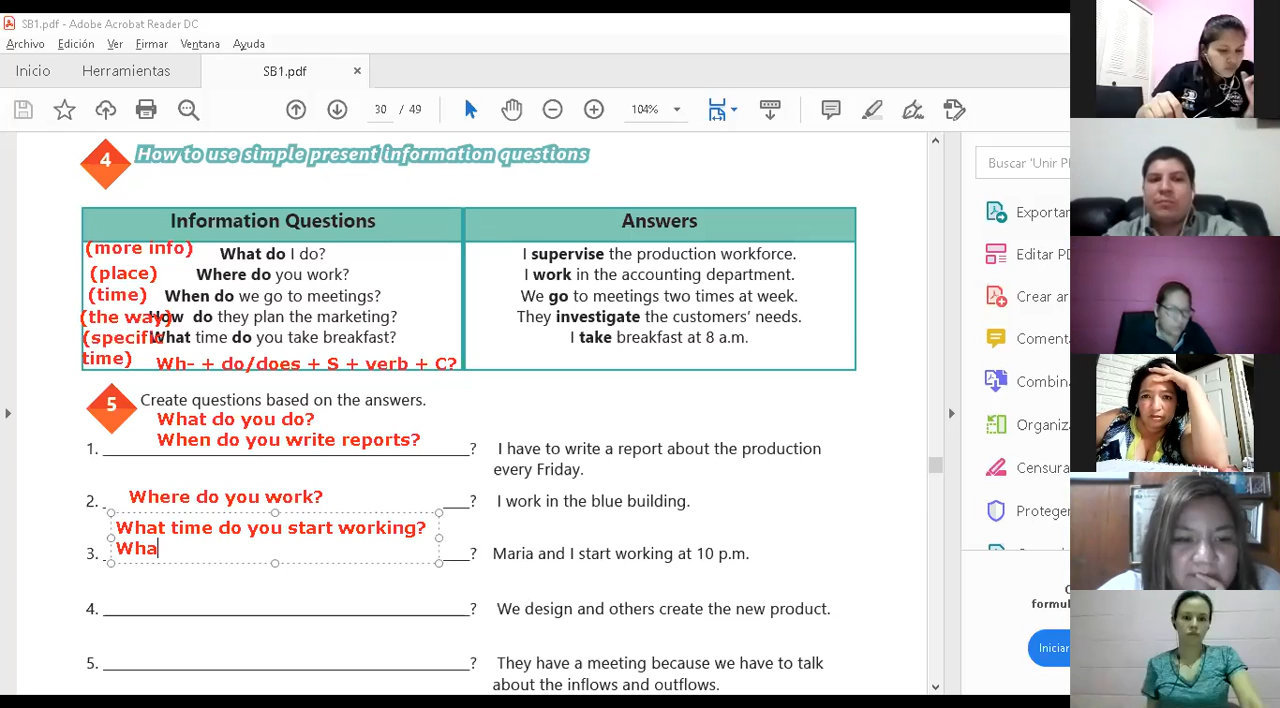 SB1.pdf - Adobe Acrobat Reader DC
Archivo Edición Ver Firmar Ventana Ayuda
Inicio Herramientas SB1.pdf ×
30 / 49 104%
4 How to use simple present information questions
Information Questions Answers
(more info) What do I do? I supervise the production workforce.
(place) Where do you work? I work in the accounting department.
(time) When do we go to meetings? We go to meetings two times at week.
(the way) How do they plan the marketing? They investigate the customers' needs.
(specific What time do you take breakfast? I take breakfast at 8 a.m.
time) Wh- + do/does + S + verb + C?
5 Create questions based on the answers.
What do you do?
When do you write reports?
1. ? I have to write a report about the production
every Friday.
Where do you work?
2. ? I work in the blue building.
What time do you start working?
Wha
3. ? Maria and I start working at 10 p.m.
4. ? We design and others create the new product.
5. ? They have a meeting because we have to talk
about the inflows and outflows.
Buscar 'Unir P
Exportar
Editar PD
Crear ar
Comenta
Combin
Organiz
Censura
Proteger
formul
Iniciar